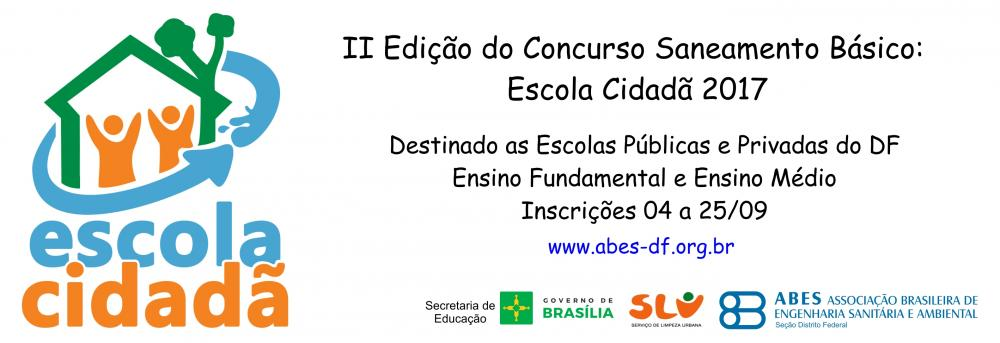 II Edição do Concurso Saneamento Básico:
Escola Cidadã 2017
Destinado as Escolas Públicas e Privadas do DF
Ensino Fundamental e Ensino Médio
Inscrições 04 a 25/09
www.abes-df.org.br
escola
cidadã
Secretaria de
Educação
GOVERNO DE
BRASÍLIA
SLU
SERVIÇO DE LIMPEZA URBANA
ABES ASSOCIAÇÃO BRASILEIRA DE
ENGENHARIA SANITÁRIA E AMBIENTAL
Seção Distrito Federal